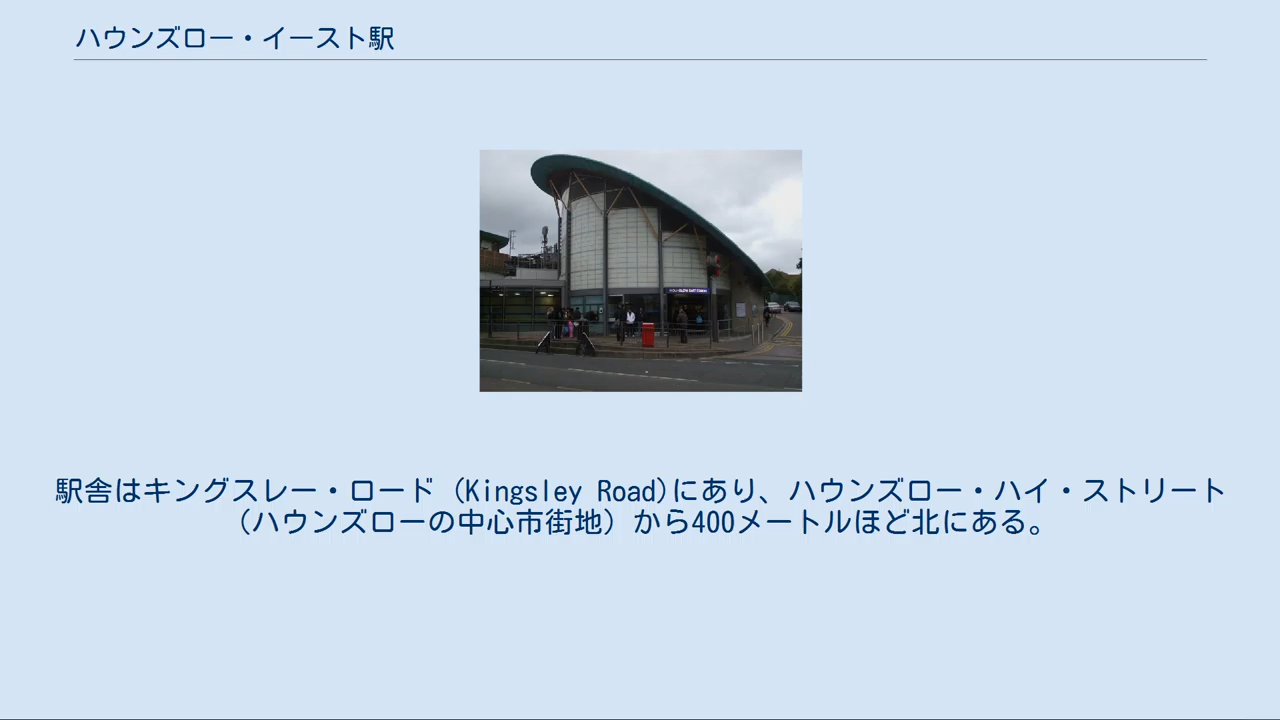 ハウンズロー・イースト駅
駅舎はキングスレー・ロード (Kingsley Road)にあり、ハウンズロー・ハイ・ストリート
（ハウンズローの中心市街地）から400メートルほど北にある。